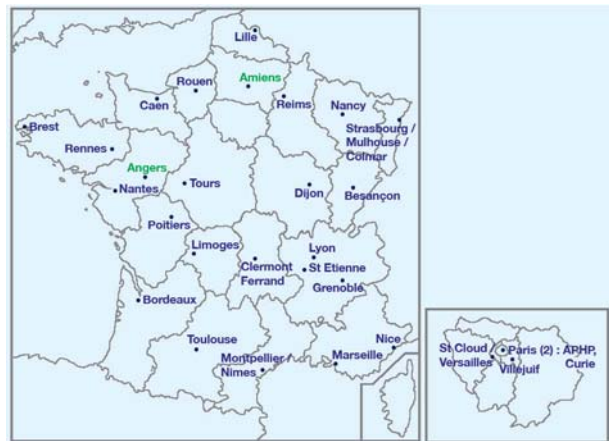 Lille
Rouen
Amiens
Caen
Reims
Nancy
Brest
Strasbourg /
Mulhouse /
Colmar
Rennes
Angers
Nantes
Tours
Dijon
Besançon
Poitiers
Limoges
Lyon
Clermont
Ferrand
St Etienne
Grenoble
Bordeaux
Toulouse
Montpellier /
Nimes
Marseille
Nice
St Cloud /
Versailles
Paris (2) : APHP,
Curie
Villejuif